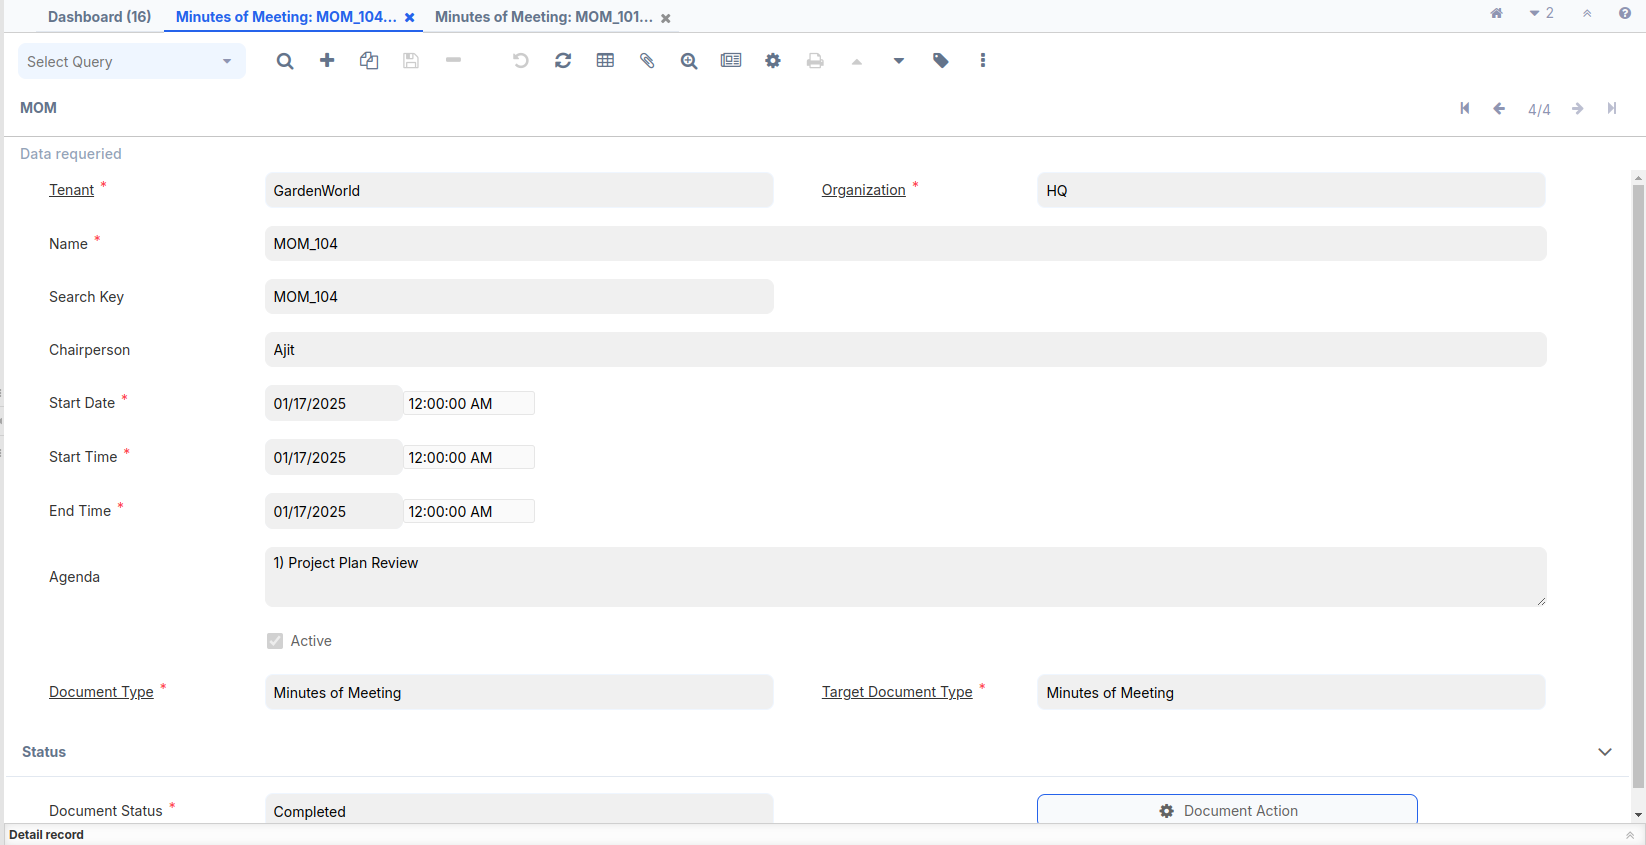 Dashboard (16) Minutes of Meeting: MOM_104... Minutes of Meeting: MOM_101... 2
Select Query
MOM 4/4
Data requeried
Tenant * GardenWorld Organization * HQ
Name * MOM_104
Search Key MOM_104
Chairperson Ajit
Start Date * 01/17/2025 12:00:00 AM
Start Time * 01/17/2025 12:00:00 AM
End Time * 01/17/2025 12:00:00 AM
Agenda 1) Project Plan Review
Active
Document Type * Minutes of Meeting Target Document Type * Minutes of Meeting
Status
Document Status * Completed Document Action
Detail record